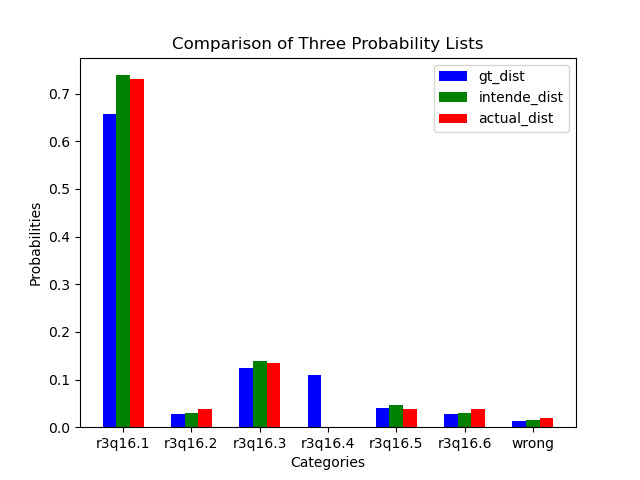 Comparison of Three Probability Lists
gt_dist
intende_dist
actual_dist
Probabilities
0.7
0.6
0.5
0.4
0.3
0.2
0.1
0.0
r3q16.1 r3q16.2 r3q16.3 r3q16.4 r3q16.5 r3q16.6 wrong
Categories